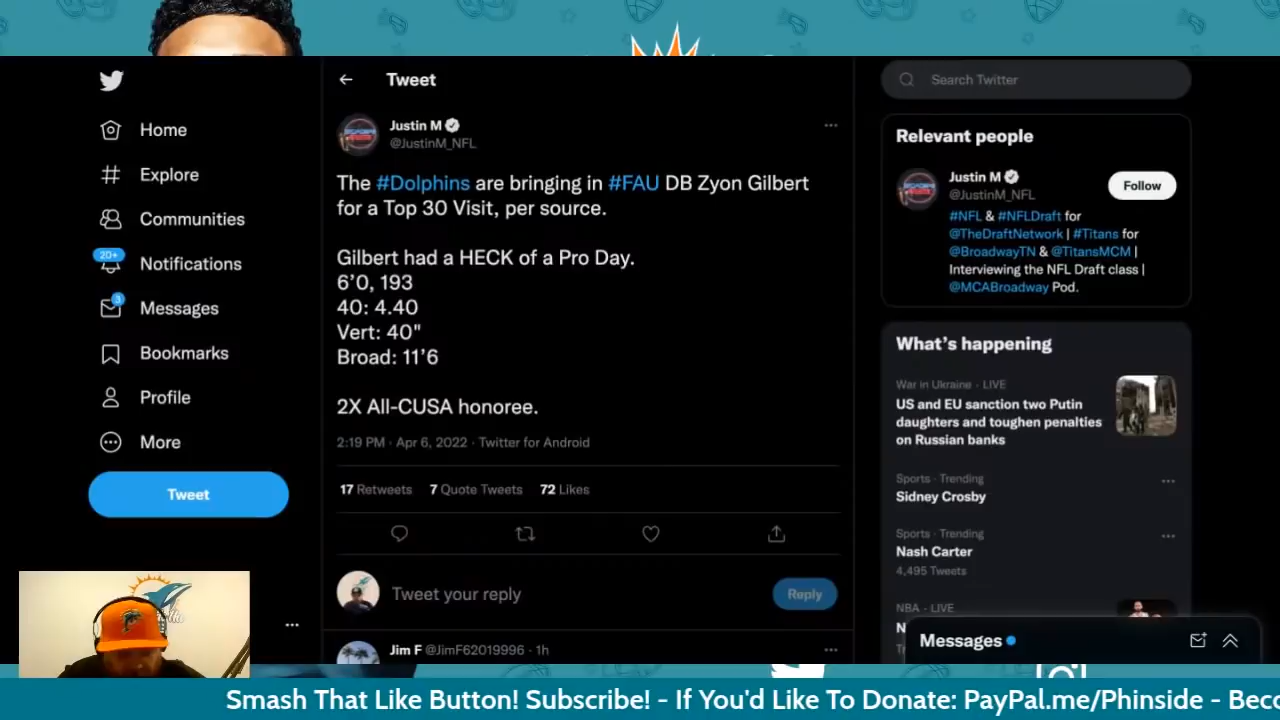 Home
Explore
Communities
20+
Notifications
3
Messages
Bookmarks
Profile
More
Tweet
Tweet
Justin M
@JustinM_NFL
The #Dolphins are bringing in #FAU DB Zyon Gilbert
for a Top 30 Visit, per source.
Gilbert had a HECK of a Pro Day.
6’0, 193
40: 4.40
Vert: 40"
Broad: 11’6
2X All-CUSA honoree.
2:19 PM · Apr 6, 2022 · Twitter for Android
17 Retweets 7 Quote Tweets 72 Likes
Tweet your reply
Reply
Jim F @JimF62019996 · 1h
Search Twitter
Relevant people
Justin M
@JustinM_NFL
Follow
#NFL & #NFLDraft for
@TheDraftNetwork | #Titans for
@BroadwayTN & @TitansMCM |
Interviewing the NFL Draft class |
@MCABroadway Pod.
What’s happening
War in Ukraine · LIVE
US and EU sanction two Putin
daughters and toughen penalties
on Russian banks
Sports · Trending
Sidney Crosby
Sports · Trending
Nash Carter
4,495 Tweets
NBA · LIVE
Messages
Smash That Like Button! Subscribe! - If You'd Like To Donate: PayPal.me/Phinside - Beco